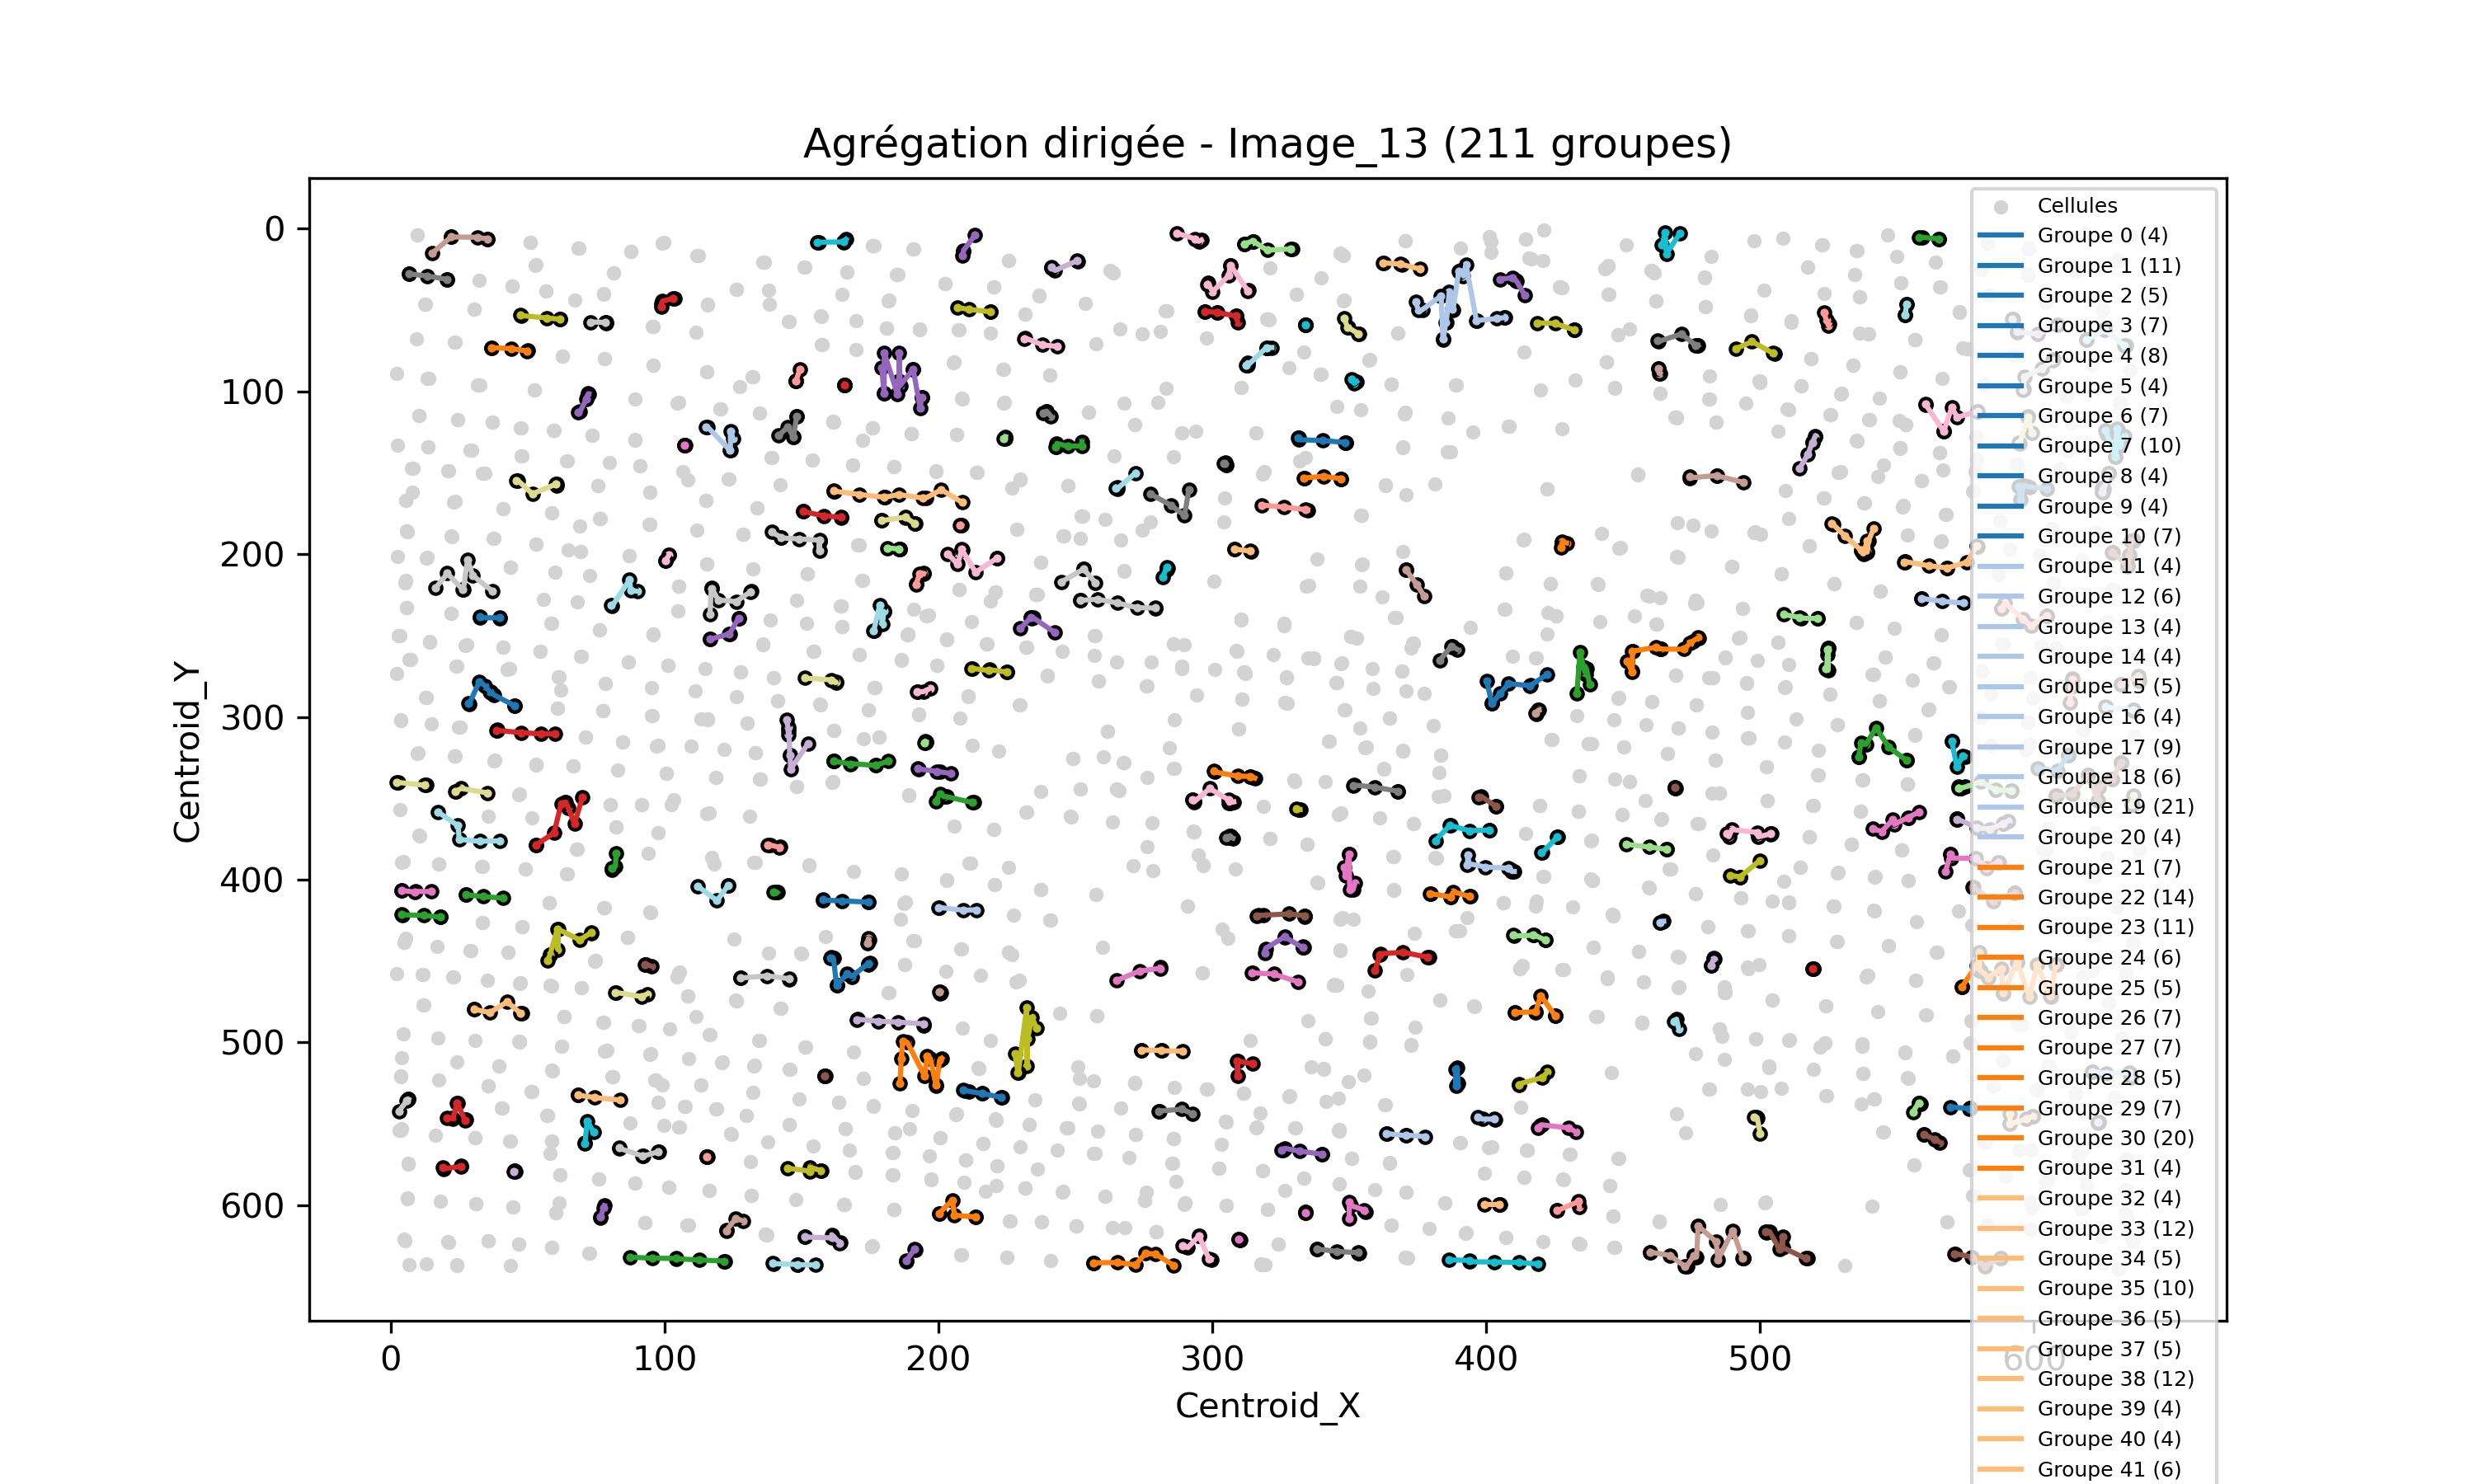 Agrégation dirigée - Image_13 (211 groupes)
0
100
200
300
400
500
600
Centroid_Y
0
100
200
300
400
500
600
Centroid_X
Cellules
Groupe 0 (4)
Groupe 1 (11)
Groupe 2 (5)
Groupe 3 (7)
Groupe 4 (8)
Groupe 5 (4)
Groupe 6 (7)
Groupe 7 (10)
Groupe 8 (4)
Groupe 9 (4)
Groupe 10 (7)
Groupe 11 (4)
Groupe 12 (6)
Groupe 13 (4)
Groupe 14 (4)
Groupe 15 (5)
Groupe 16 (4)
Groupe 17 (9)
Groupe 18 (6)
Groupe 19 (21)
Groupe 20 (4)
Groupe 21 (7)
Groupe 22 (14)
Groupe 23 (11)
Groupe 24 (6)
Groupe 25 (5)
Groupe 26 (7)
Groupe 27 (7)
Groupe 28 (5)
Groupe 29 (7)
Groupe 30 (20)
Groupe 31 (4)
Groupe 32 (4)
Groupe 33 (12)
Groupe 34 (5)
Groupe 35 (10)
Groupe 36 (5)
Groupe 37 (5)
Groupe 38 (12)
Groupe 39 (4)
Groupe 40 (4)
Groupe 41 (6)